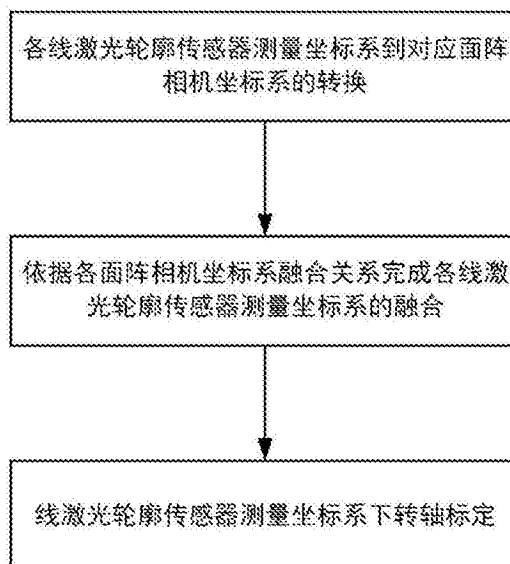 各线激光轮廓传感器测量坐标系到对应面阵
相机坐标系的转换
依据各面阵相机坐标系融合关系完成各线激
光轮廓传感器测量坐标系的融合
线激光轮廓传感器测量坐标系下转轴标定